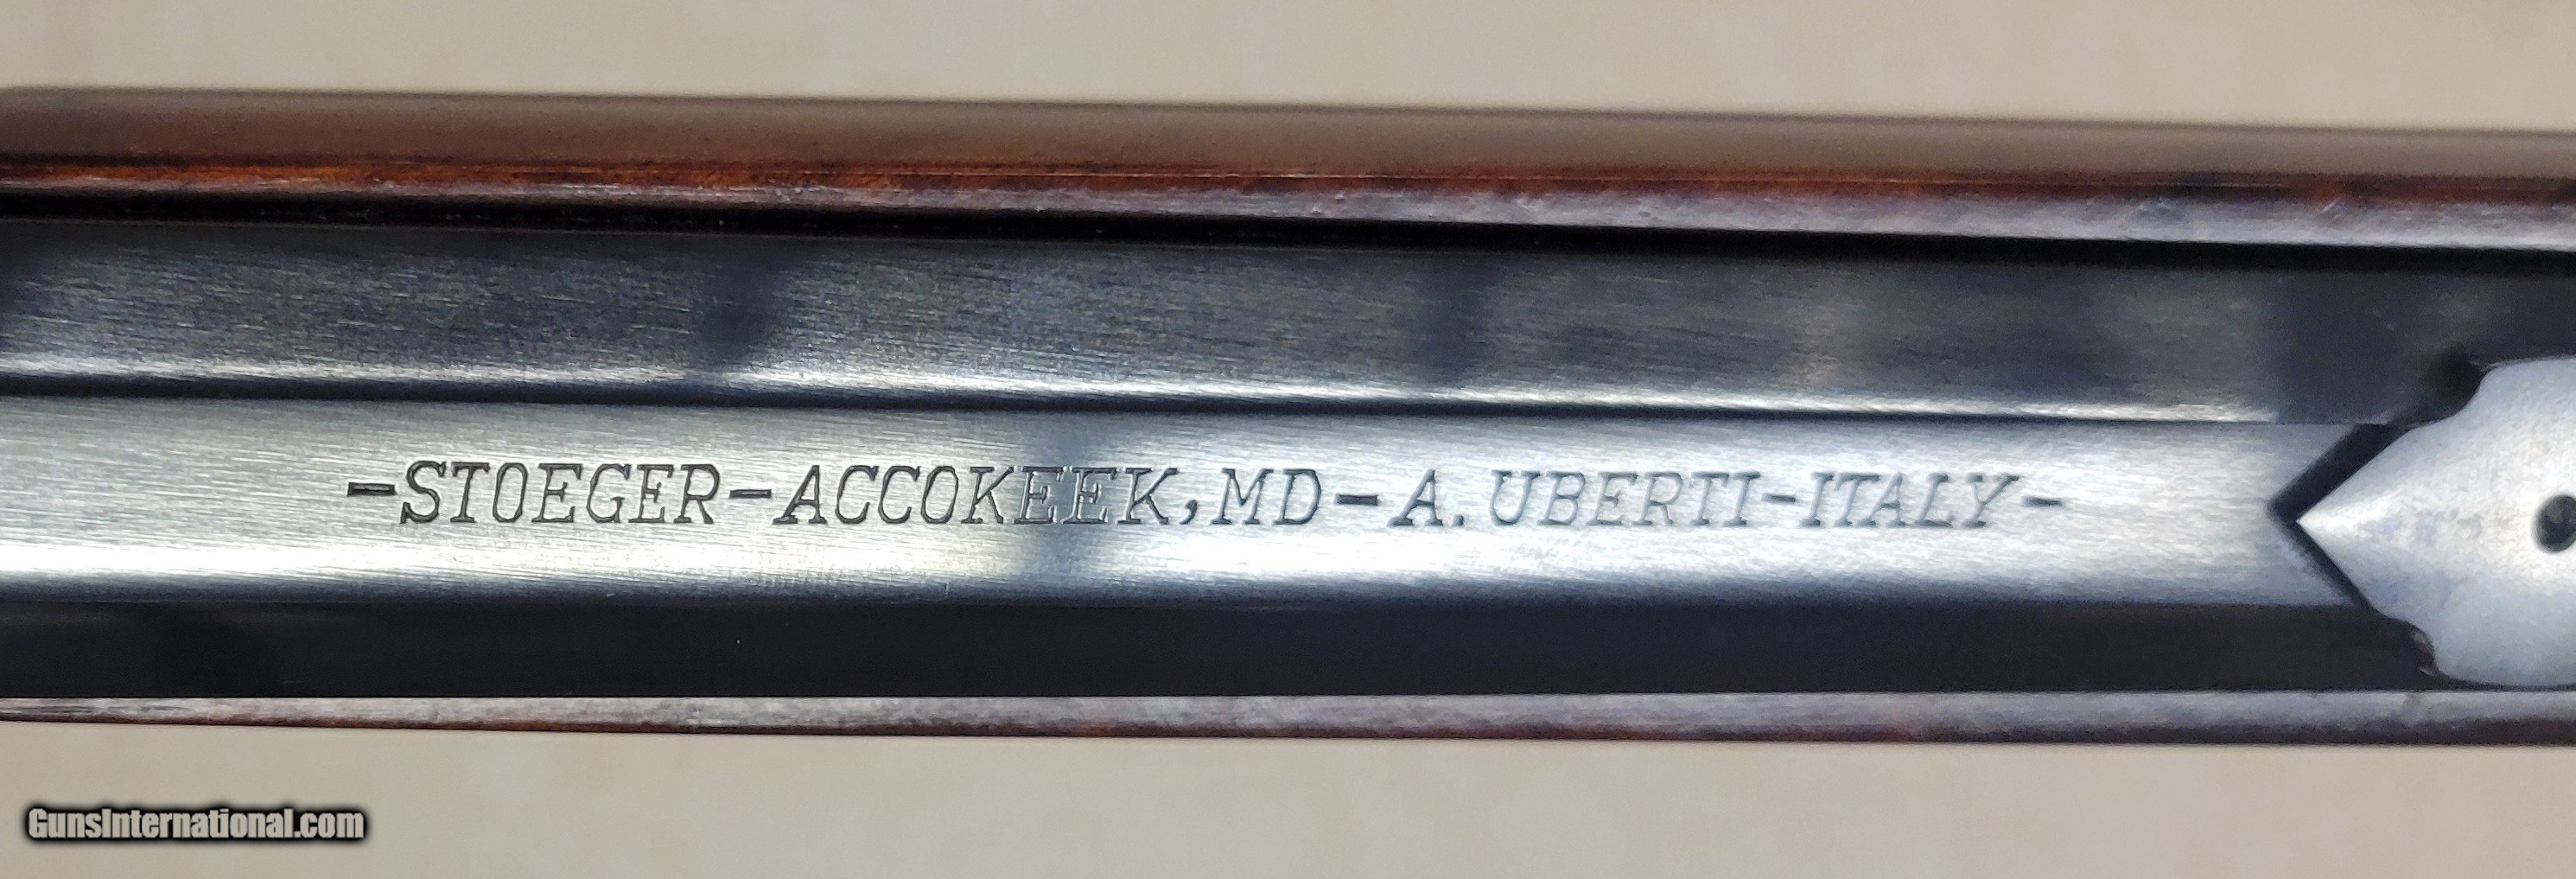 -STOEGER-ACCOKEEK, MD-A. UBERTI-ITALY-
GunsInternational.com